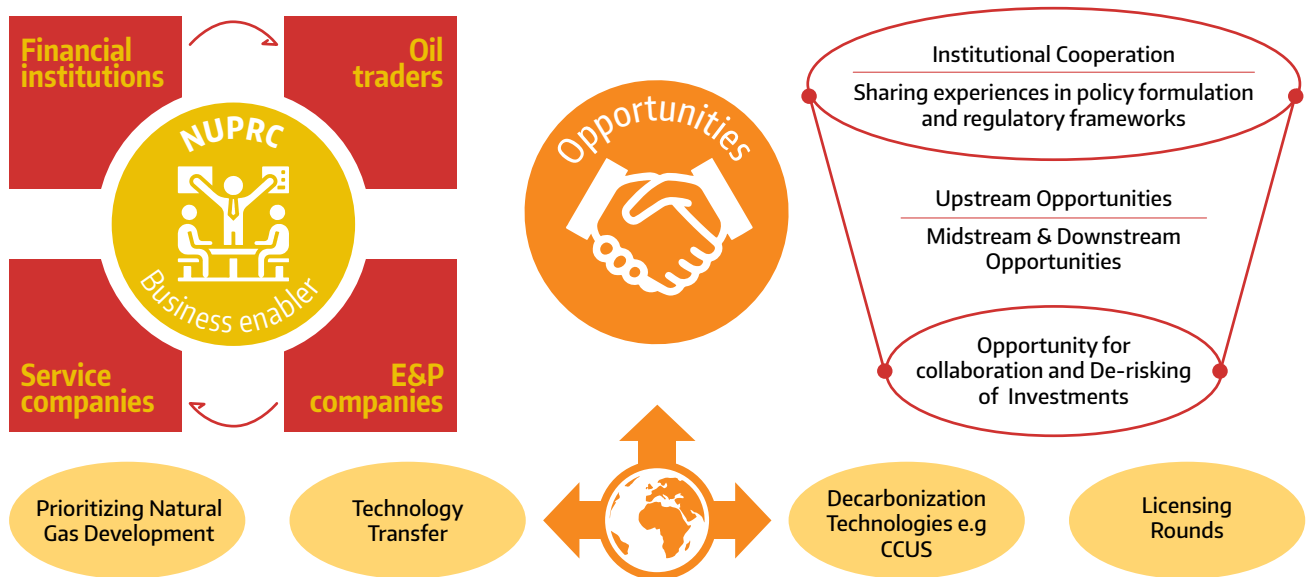 Financial
institutions
Oil
traders
NUPRC
Business enabler
Service
companies
E&P
companies
Opportunities
Institutional Cooperation
Sharing experiences in policy formulation
and regulatory frameworks
Upstream Opportunities
Midstream & Downstream
Opportunities
Opportunity for
collaboration and De-risking
of Investments
Prioritizing Natural
Gas Development
Technology
Transfer
Decarbonization
Technologies e.g
CCUS
Licensing
Rounds